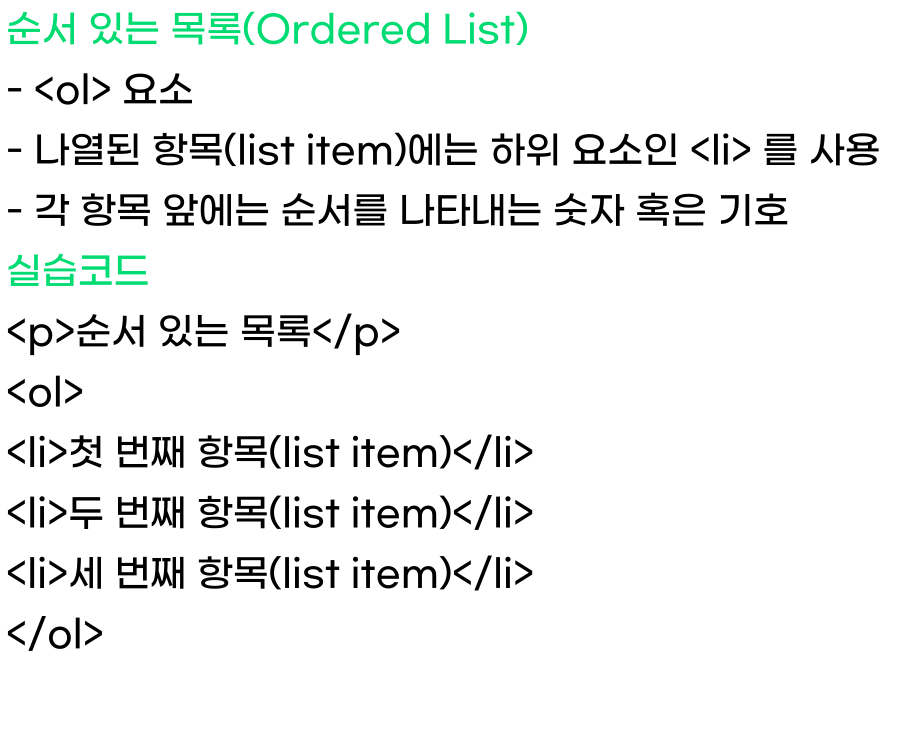 순서 있는 목록(Ordered List)
- <ol> 요소
- 나열된 항목(list item)에는 하위 요소인 <li> 를 사용
- 각 항목 앞에는 순서를 나타내는 숫자 혹은 기호
실습코드
<p>순서 있는 목록</p>
<ol>
<li>첫 번째 항목(list item)</li>
<li>두 번째 항목(list item)</li>
<li>세 번째 항목(list item)</li>
</ol>